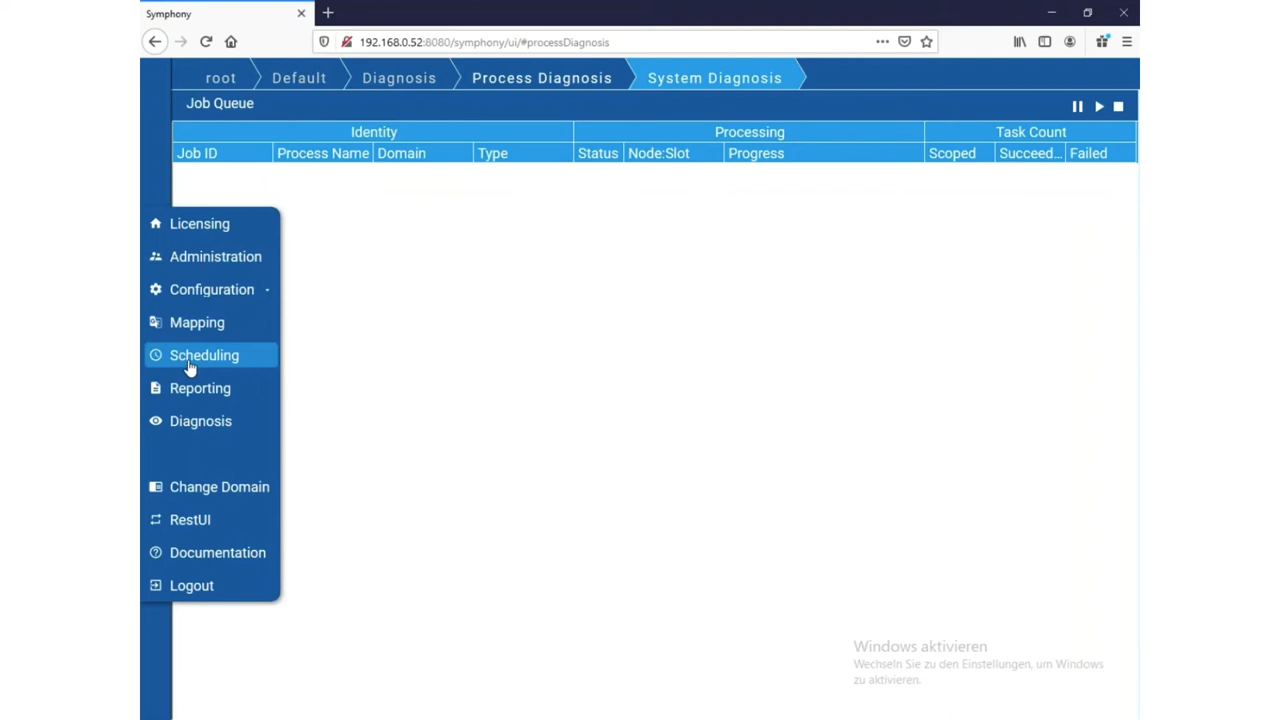 Symphony
192.168.0.52:8080/symphony/ui/#processDiagnosis
root Default Diagnosis Process Diagnosis System Diagnosis
Job Queue
Identity Processing Task Count
Job ID Process Name Domain Type Status Node:Slot Progress Scoped Succeed... Failed
Licensing
Administration
Configuration
Mapping
Scheduling
Reporting
Diagnosis
Change Domain
RestUI
Documentation
Logout
Windows aktivieren
Wechseln Sie zu den Einstellungen, um Windows
zu aktivieren.